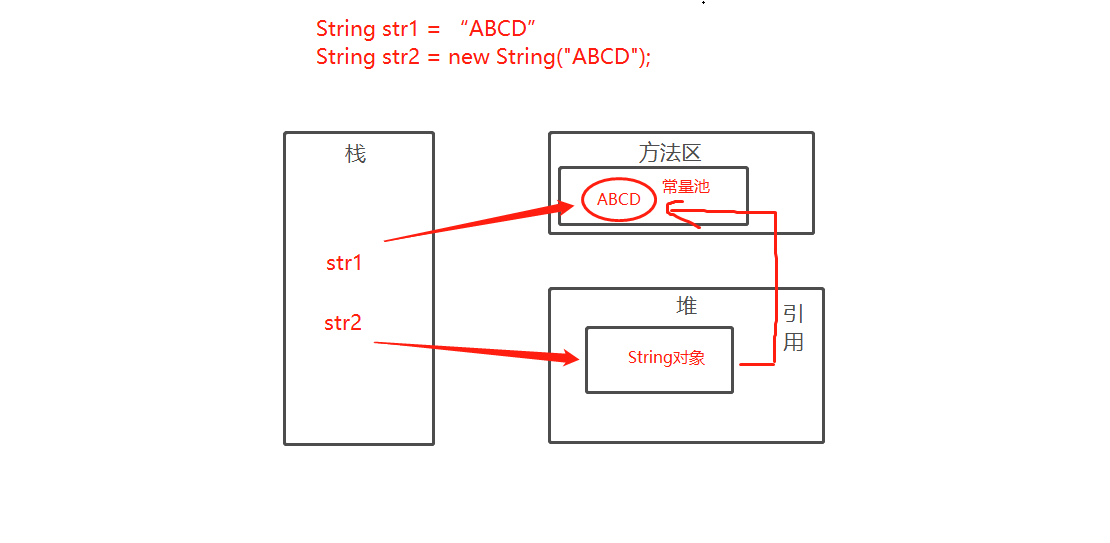 String str1 = “ABCD”
String str2 = new String("ABCD");
栈
方法区
ABCD
常量池
str1
堆
引
用
str2
String对象